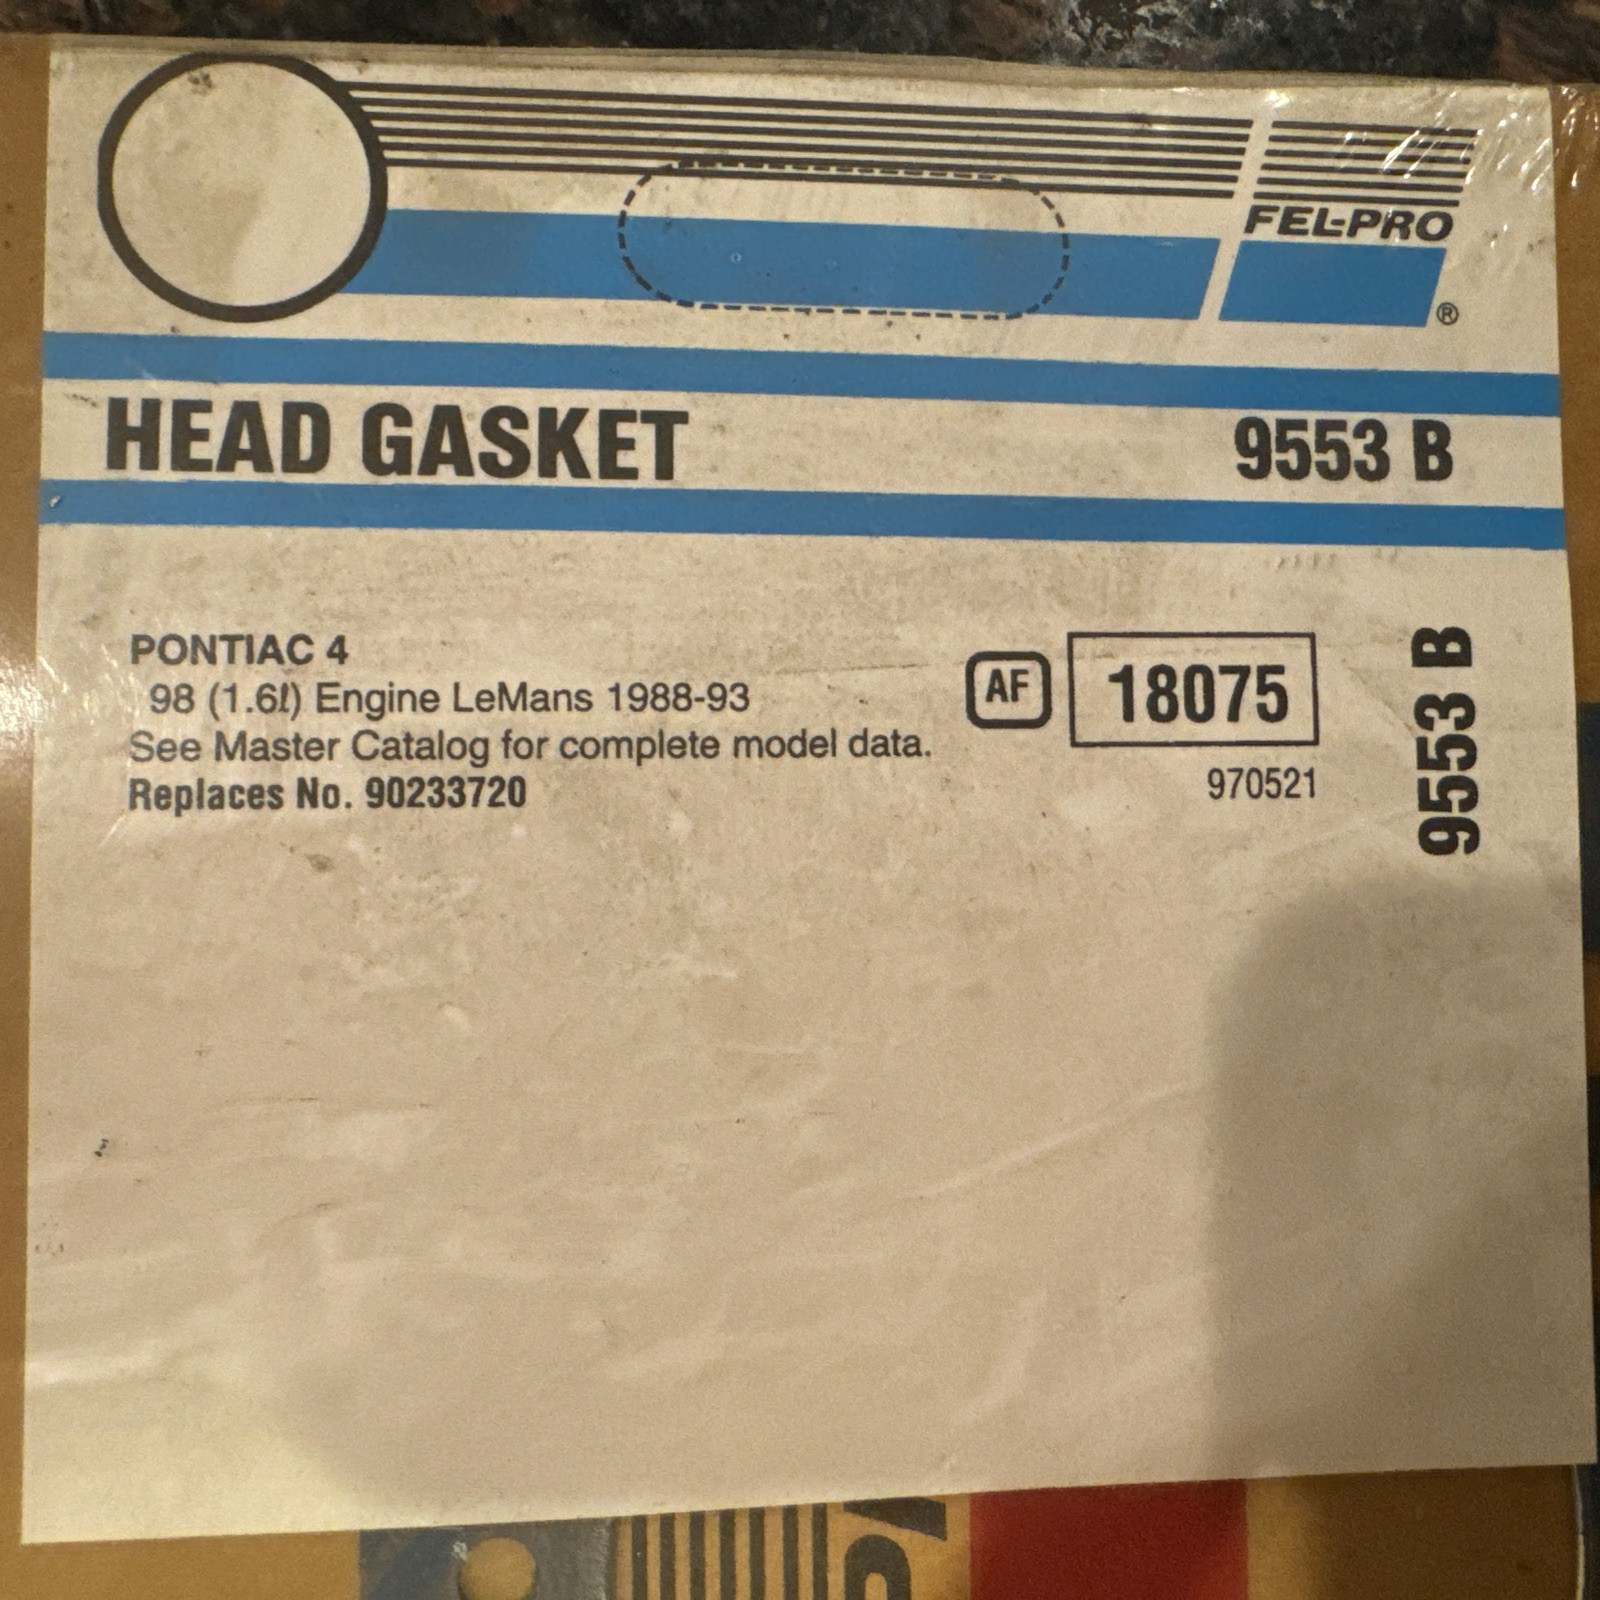 FEL-PRO
®
HEAD GASKET 9553 B
PONTIAC 4
98 (1.6ℓ) Engine LeMans 1988-93
See Master Catalog for complete model data.
Replaces No. 90233720
AF 18075
970521
9553 B